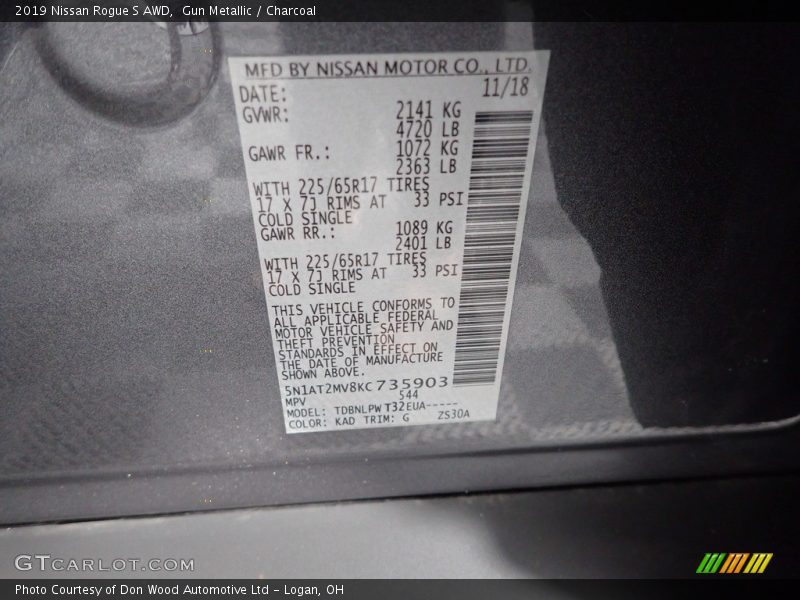 2019 Nissan Rogue S AWD, Gun Metallic / Charcoal
MFD BY NISSAN MOTOR CO., LTD.
DATE: 11/18
GVWR: 2141 KG
4720 LB
GAWR FR.: 1072 KG
2363 LB
WITH 225/65R17 TIRES
17 X 7J RIMS AT 33 PSI
COLD SINGLE
GAWR RR.: 1089 KG
2401 LB
WITH 225/65R17 TIRES
17 X 7J RIMS AT 33 PSI
COLD SINGLE
THIS VEHICLE CONFORMS TO
ALL APPLICABLE FEDERAL
MOTOR VEHICLE SAFETY AND
THEFT PREVENTION
STANDARDS IN EFFECT ON
THE DATE OF MANUFACTURE
SHOWN ABOVE.
5N1AT2MV8KC735903
MPV 544
MODEL: TDBNLPWT32EUA-----
COLOR: KAD TRIM: G ZS30A
GTCARLOT.COM
Photo Courtesy of Don Wood Automotive Ltd - Logan, OH